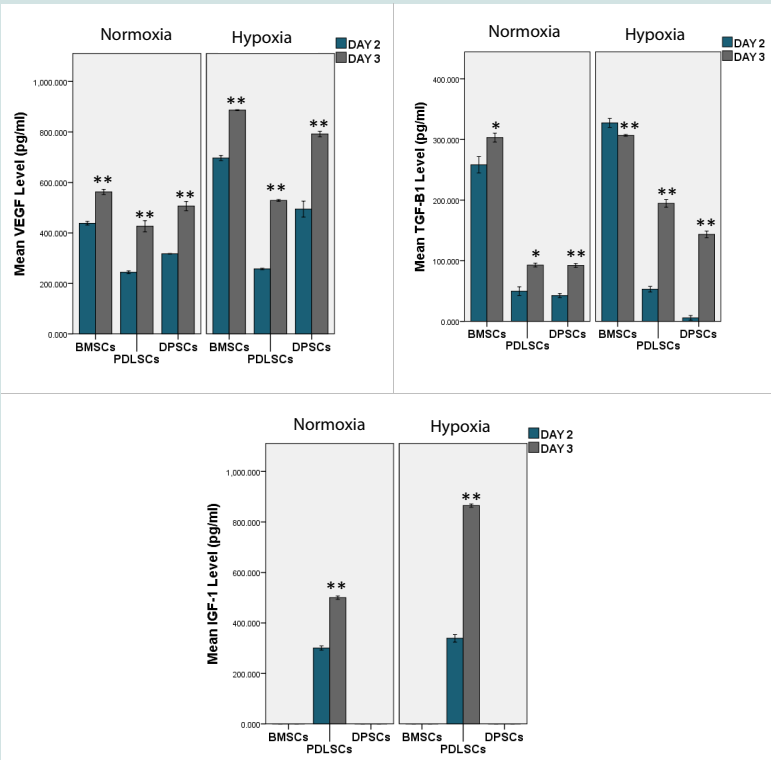 Normoxia
Hypoxia
DAY 2
DAY 3
Mean VEGF Level (pg/ml)
1,000.000
800.000
600.000
400.000
200.000
0.000
** ** ** ** ** **
BMSCs DPSCs BMSCs DPSCs
PDLSCs PDLSCs
Normoxia
Hypoxia
DAY 2
DAY 3
Mean TGF-B1 Level (pg/ml)
400.000
300.000
200.000
100.000
0.000
* * ** ** ** **
BMSCs DPSCs BMSCs DPSCs
PDLSCs PDLSCs
Normoxia
Hypoxia
DAY 2
DAY 3
Mean IGF-1 Level (pg/ml)
1,000.000
800.000
600.000
400.000
200.000
0.000
** **
BMSCs DPSCs BMSCs DPSCs
PDLSCs PDLSCs